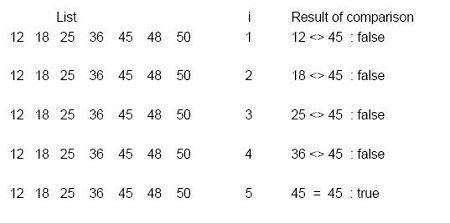 List i Result of comparison
12 18 25 36 45 48 50 1 12 <> 45 : false
12 18 25 36 45 48 50 2 18 <> 45 : false
12 18 25 36 45 48 50 3 25 <> 45 : false
12 18 25 36 45 48 50 4 36 <> 45 : false
12 18 25 36 45 48 50 5 45 = 45 : true